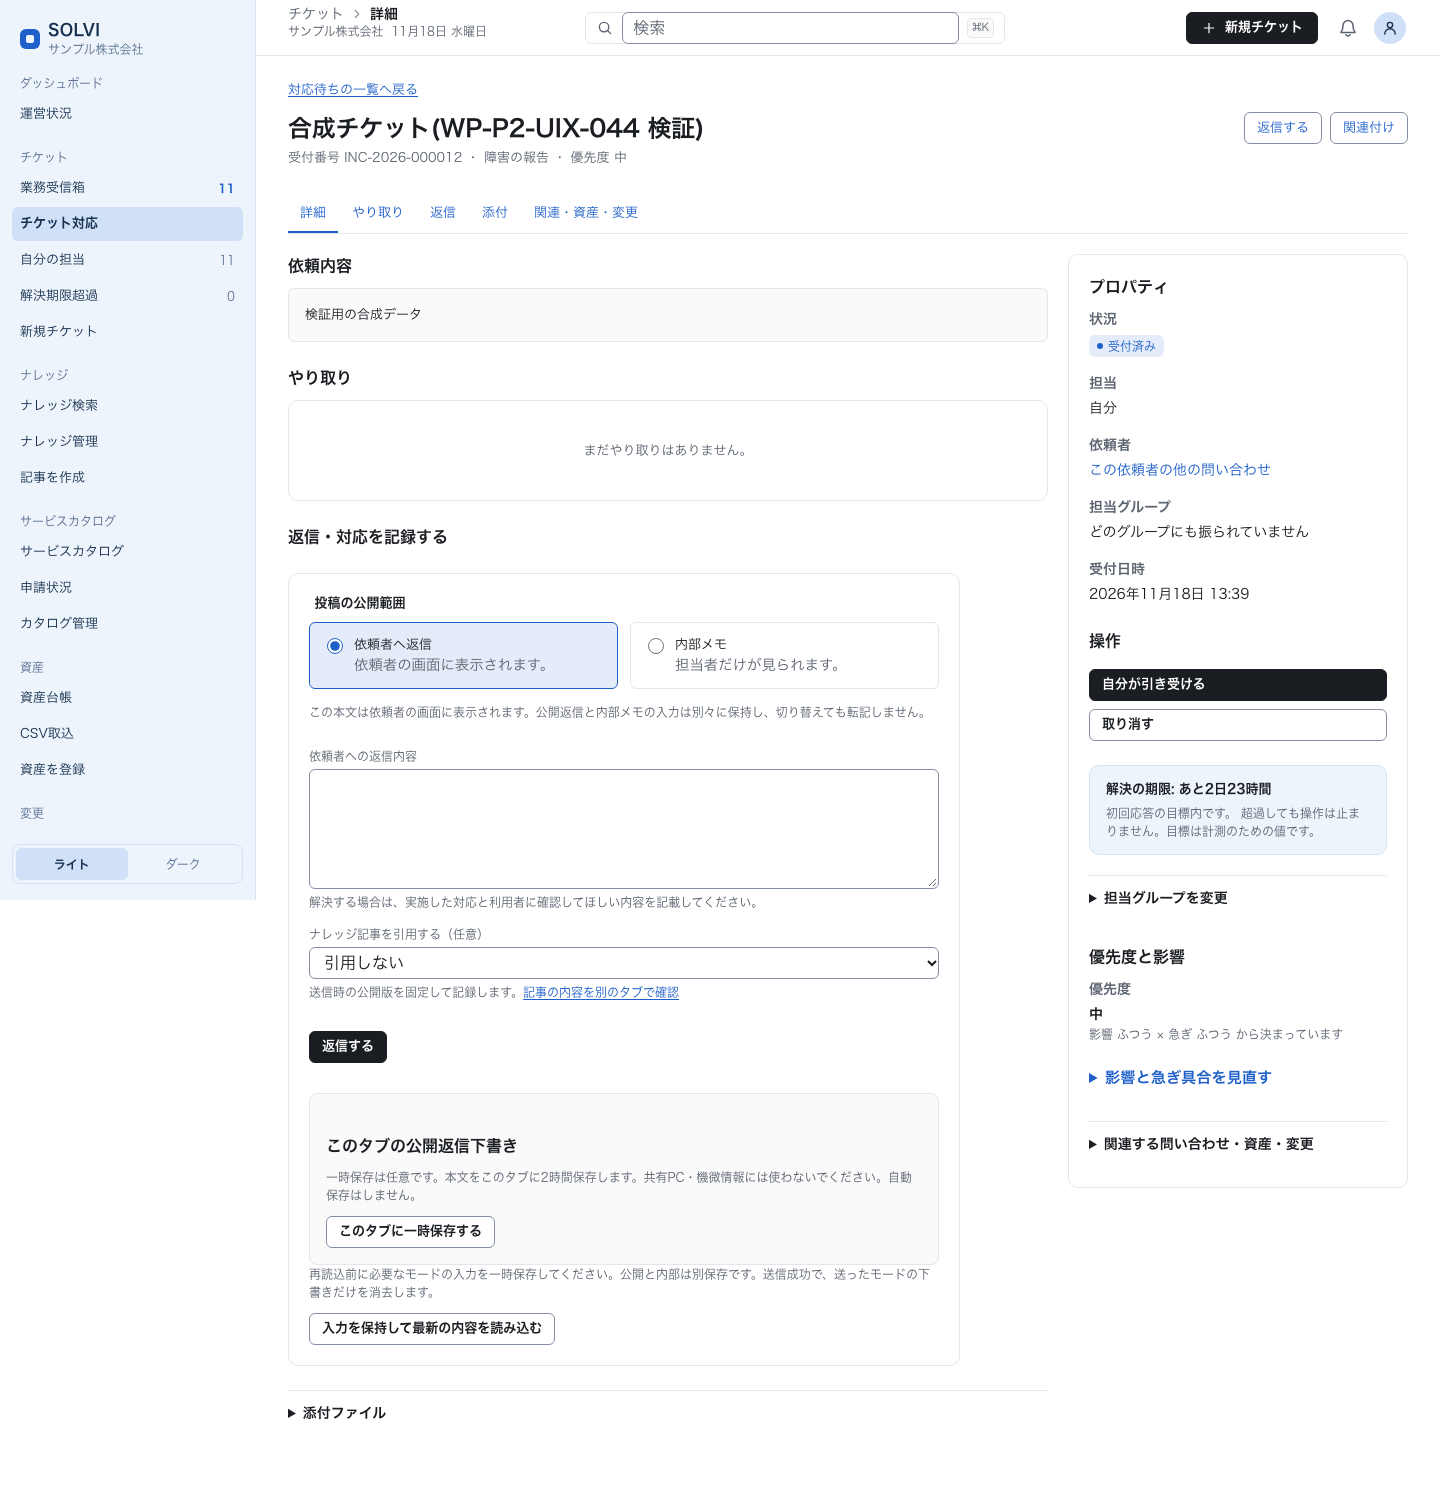 SOLVI
サンプル株式会社
ダッシュボード
運営状況
チケット
業務受信箱 11
チケット対応
自分の担当 11
解決期限超過 0
新規チケット
ナレッジ
ナレッジ検索
ナレッジ管理
記事を作成
サービスカタログ
サービスカタログ
申請状況
カタログ管理
資産
資産台帳
CSV取込
資産を登録
変更
ライト ダーク
チケット > 詳細
サンプル株式会社 11月18日 水曜日
検索 ⌘K
+ 新規チケット
対応待ちの一覧へ戻る
合成チケット(WP-P2-UIX-044 検証)
受付番号 INC-2026-000012 ・ 障害の報告 ・ 優先度 中
返信する 関連付け
詳細 やり取り 返信 添付 関連・資産・変更
依頼内容
検証用の合成データ
やり取り
まだやり取りはありません。
返信・対応を記録する
投稿の公開範囲
依頼者へ返信
依頼者の画面に表示されます。
内部メモ
担当者だけが見られます。
この本文は依頼者の画面に表示されます。公開返信と内部メモの入力は別々に保持し、切り替えても転記しません。
依頼者への返信内容
解決する場合は、実施した対応と利用者に確認してほしい内容を記載してください。
ナレッジ記事を引用する（任意）
引用しない
送信時の公開版を固定して記録します。記事の内容を別のタブで確認
返信する
このタブの公開返信下書き
一時保存は任意です。本文をこのタブに2時間保存します。共有PC・機微情報には使わないでください。自動
保存はしません。
このタブに一時保存する
再読込前に必要なモードの入力を一時保存してください。公開と内部は別保存です。送信成功で、送ったモードの下
書きだけを消去します。
入力を保持して最新の内容を読み込む
添付ファイル
プロパティ
状況
受付済み
担当
自分
依頼者
この依頼者の他の問い合わせ
担当グループ
どのグループにも振られていません
受付日時
2026年11月18日 13:39
操作
自分が引き受ける
取り消す
解決の期限: あと2日23時間
初回応答の目標内です。 超過しても操作は止ま
りません。目標は計測のための値です。
担当グループを変更
優先度と影響
優先度
中
影響 ふつう × 急ぎ ふつう から決まっています
影響と急ぎ具合を見直す
関連する問い合わせ・資産・変更